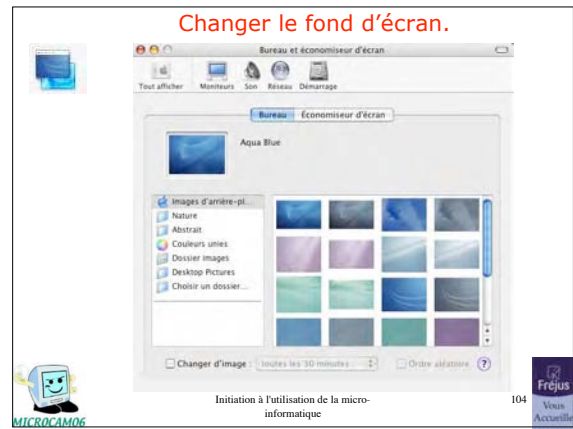 Changer le fond d'écran.
Bureau et économiseur d'écran
Tout afficher Moniteurs Son Réseau Démarrage
Bureau Économiseur d'écran
Aqua Blue
Images d'arrière-pl...
Nature
Abstrait
Couleurs unies
Dossier Images
Desktop Pictures
Choisir un dossier...
Changer d'image : toutes les 30 minutes Ordre aléatoire ?
Initiation à l'utilisation de la micro-
informatique
104
MICROCAM06
Fréjus
Vous
Accueille